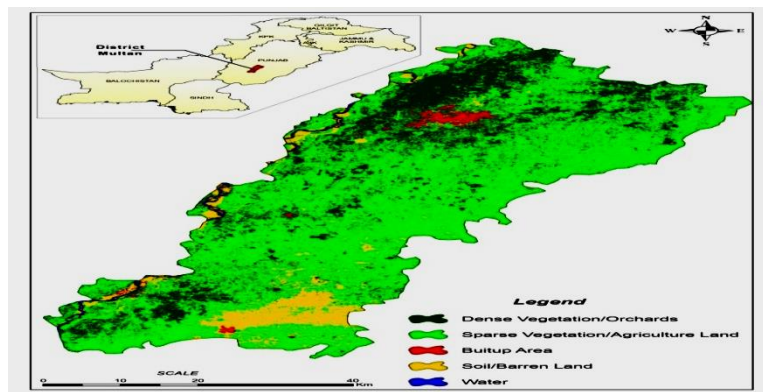 GILGIT
BALTISTAN
KPK
JAMMU &
KASHMIR
District
Multan
PUNJAB
BALOCHISTAN
SINDH
N
W
E
S
Legend
Dense Vegetation/Orchards
Sparse Vegetation/Agriculture Land
Buitup Area
Soil/Barren Land
Water
SCALE
0
10
20
40
Km